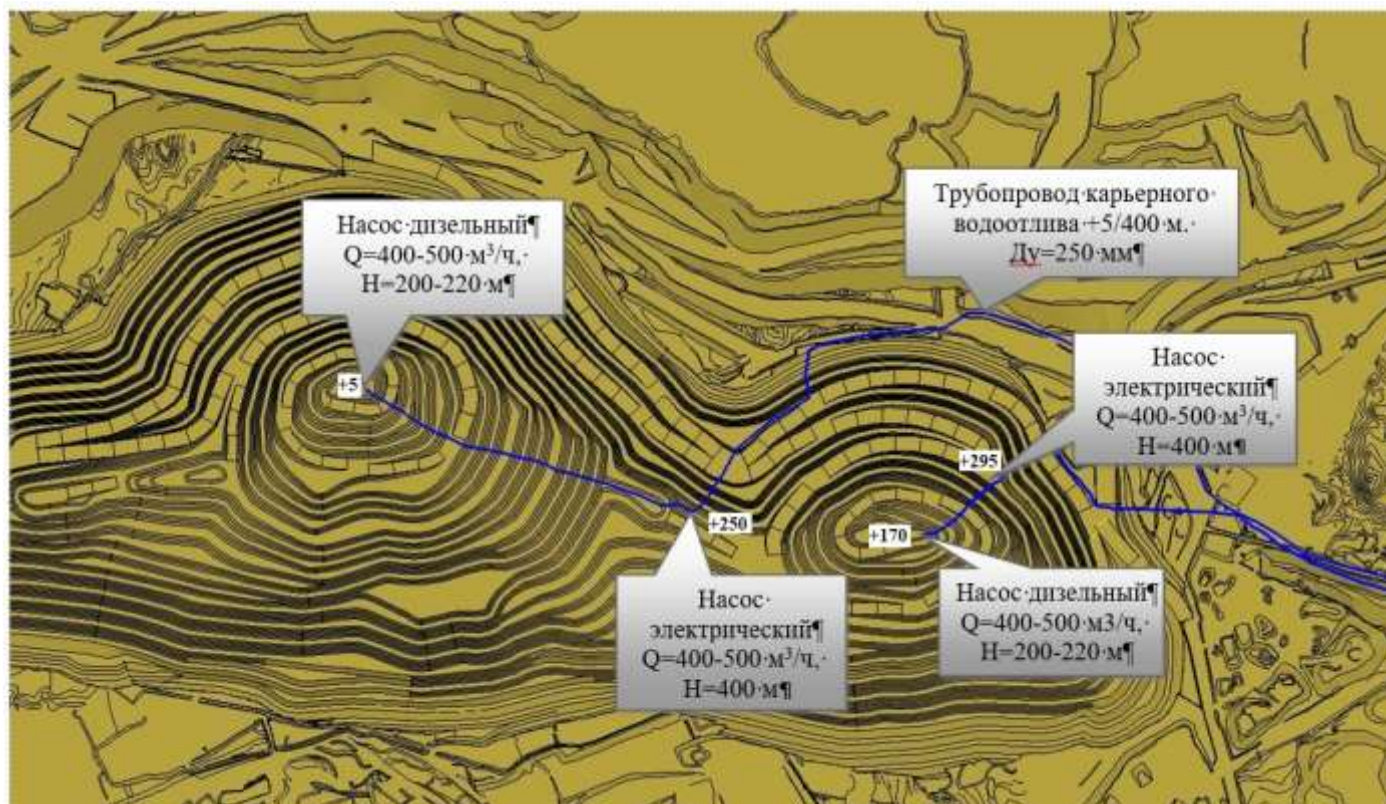 Трубопровод·карьерного·
водоотлива·+5/400·м.·
Ду=250·мм¶
Насос·дизельный¶
Q=400-500·м³/ч,·
Н=200-220·м¶
Насос·
электрический¶
Q=400-500·м³/ч,·
Н=400·м¶
+5
+295
+250
+170
Насос·
электрический¶
Q=400-500·м³/ч,·
Н=400·м¶
Насос·дизельный¶
Q=400-500·м3/ч,·
Н=200-220·м¶